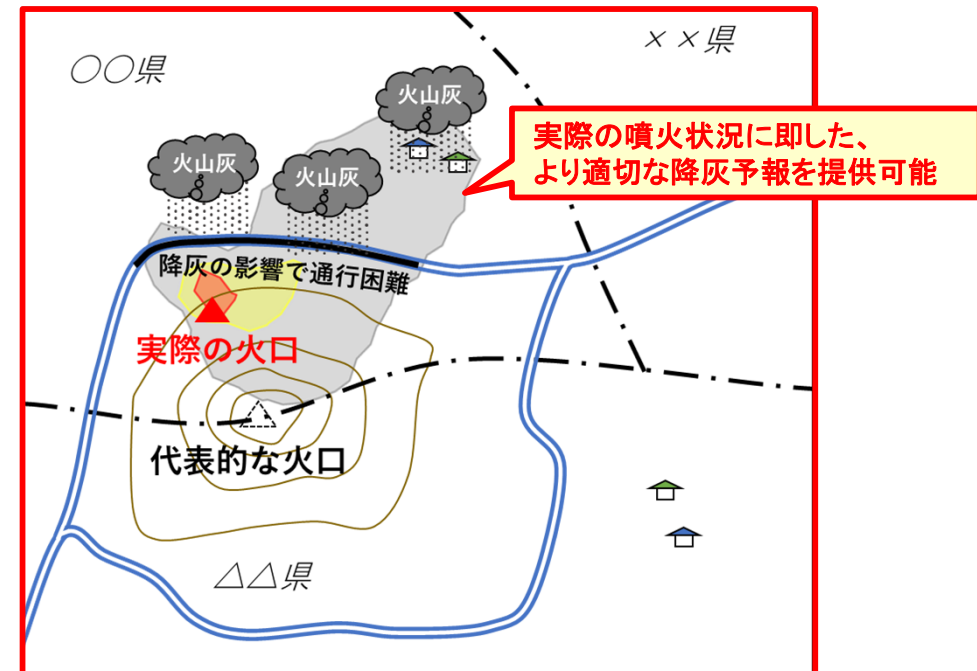 ○○県
××県
火山灰
実際の噴火状況に即した、
より適切な降灰予報を提供可能
火山灰
火山灰
降灰の影響で通行困難
実際の火口
代表的な火口
△△県